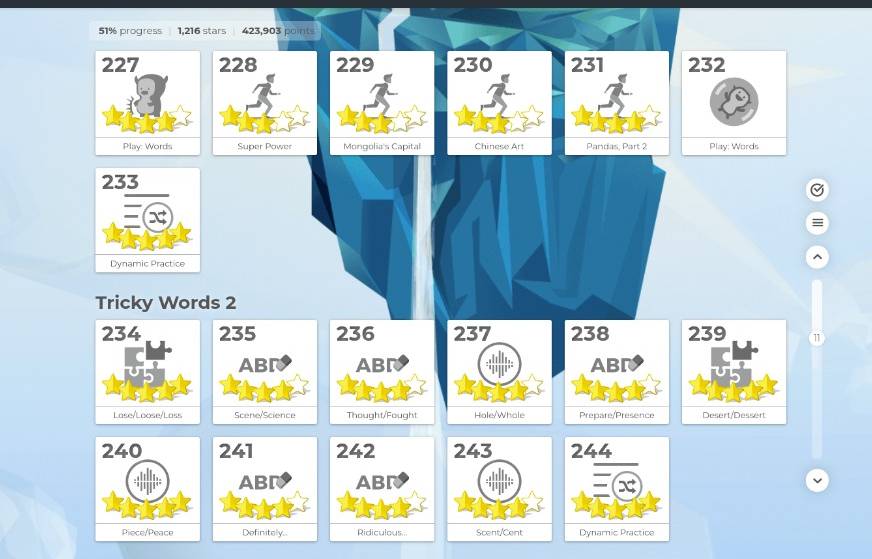 51% progress | 1,216 stars | 423,903 points
227 228 229 230 231 232
Play: Words Super Power Mongolia's Capital Chinese Art Pandas, Part 2 Play: Words
233
Dynamic Practice
11
Tricky Words 2
234 235 236 237 238 239
ABC ABC ABC
Lose/Loose/Loss Scene/Science Thought/Fought Hole/Whole Prepare/Presence Desert/Dessert
240 241 242 243 244
ABC ABC
Piece/Peace Definitely... Ridiculous... Scent/Cent Dynamic Practice